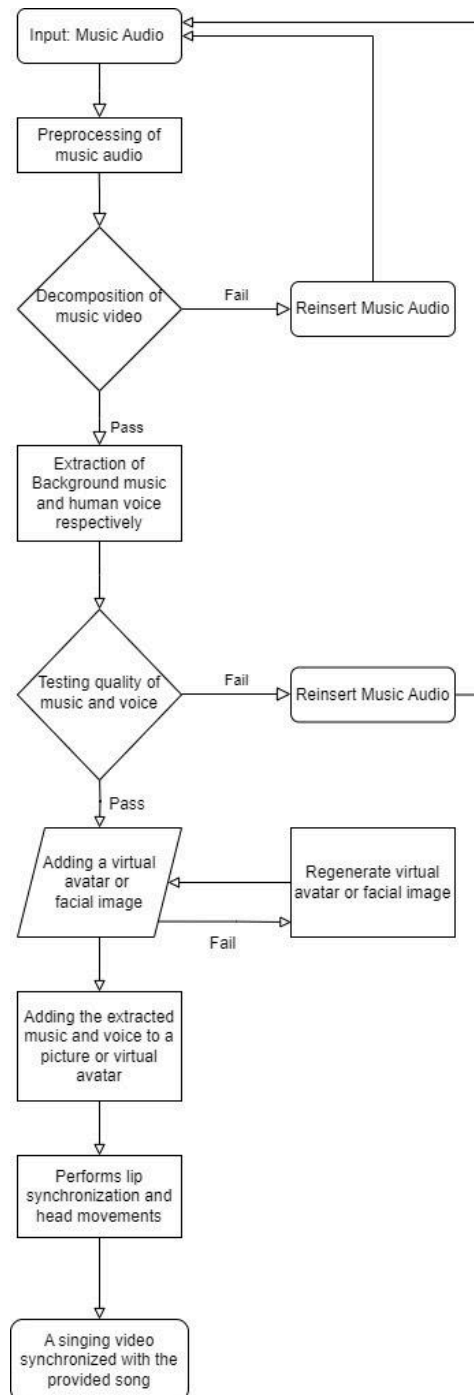 Input: Music Audio
Preprocessing of
music audio
Decomposition of
music video
Fail
Reinsert Music Audio
Pass
Extraction of
Background music
and human voice
respectively
Testing quality of
music and voice
Fail
Reinsert Music Audio
Pass
Adding a virtual
avatar or
facial image
Regenerate virtual
avatar or facial image
Fail
Adding the extracted
music and voice to a
picture or virtual
avatar
Performs lip
synchronization and
head movements
A singing video
synchronized with the
provided song